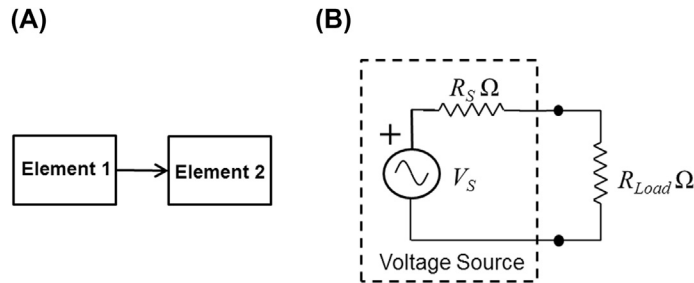 (A)
Element 1
Element 2
(B)
R_S Ω
+
V_S
R_Load Ω
Voltage Source